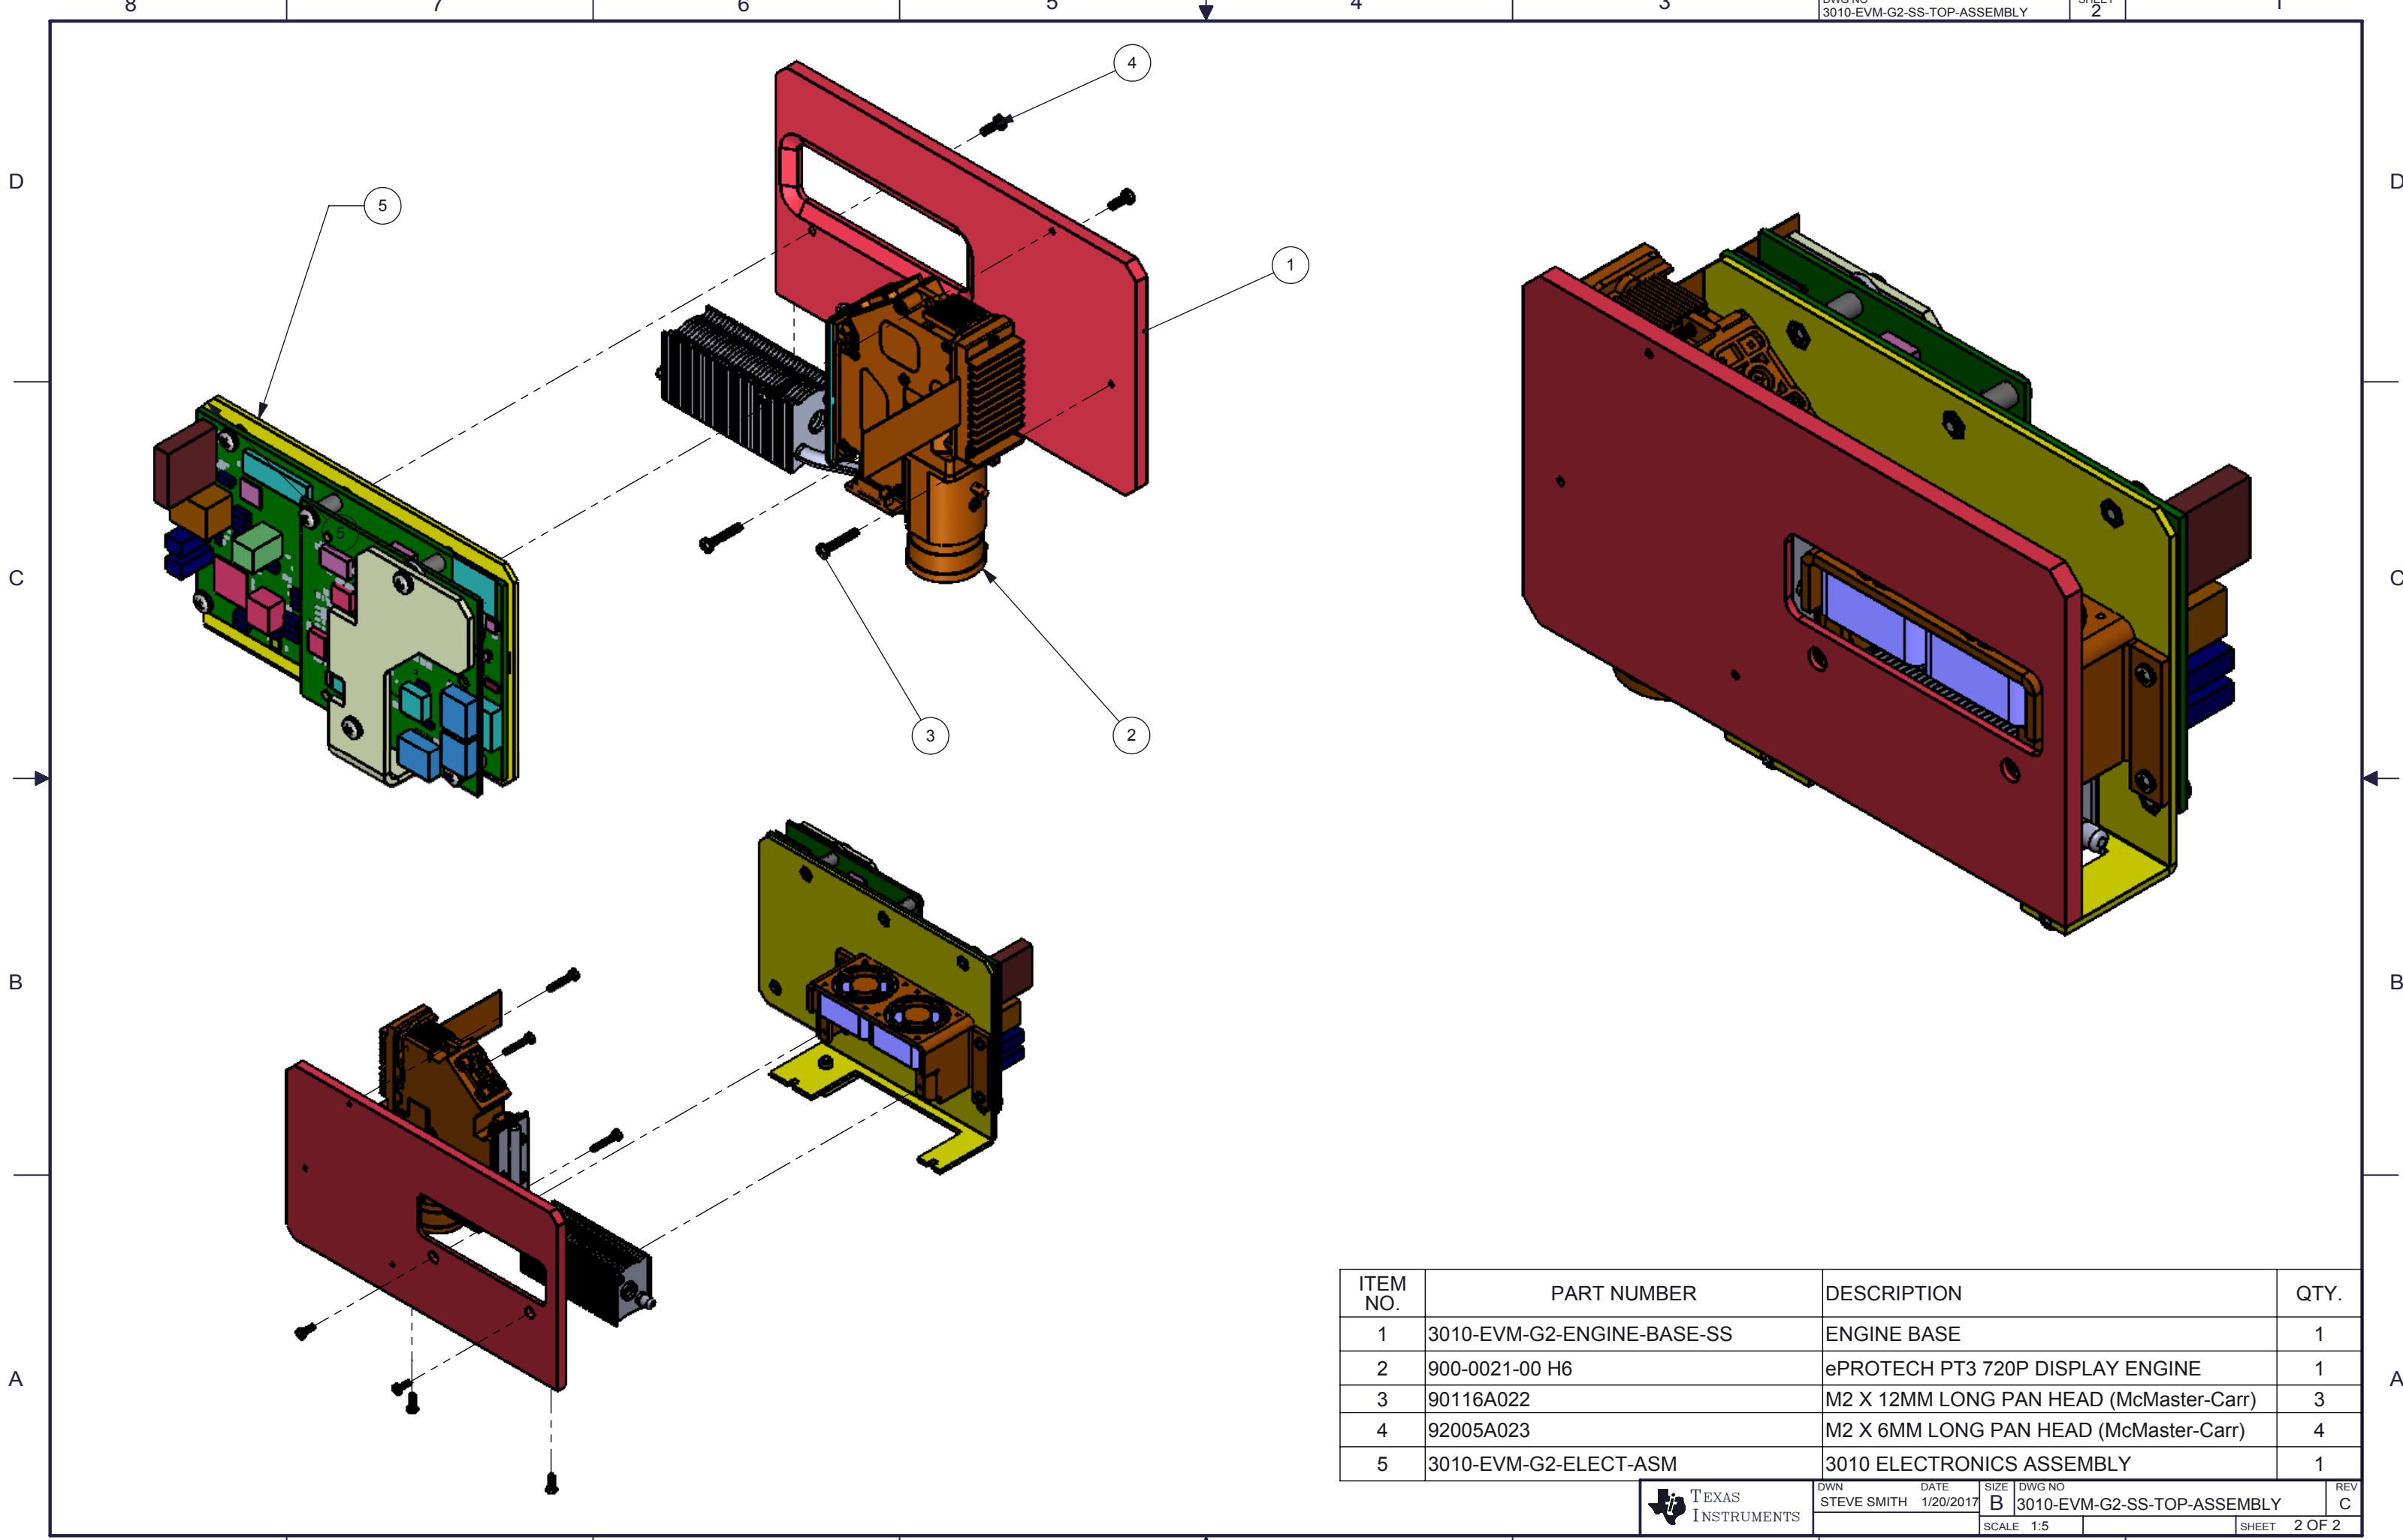 8 7 6 5 4 3 1
DWG NO
3010-EVM-G2-SS-TOP-ASSEMBLY
SHEET
2
4
D D
5
1
5
C C
3 2
B B
ITEM NO. PART NUMBER DESCRIPTION QTY.
1 3010-EVM-G2-ENGINE-BASE-SS ENGINE BASE 1
2 900-0021-00 H6 ePROTECH PT3 720P DISPLAY ENGINE 1
3 90116A022 M2 X 12MM LONG PAN HEAD (McMaster-Carr) 3
4 92005A023 M2 X 6MM LONG PAN HEAD (McMaster-Carr) 4
5 3010-EVM-G2-ELECT-ASM 3010 ELECTRONICS ASSEMBLY 1
A A
TEXAS INSTRUMENTS
DWN DATE SIZE DWG NO REV
STEVE SMITH 1/20/2017 B 3010-EVM-G2-SS-TOP-ASSEMBLY C
SCALE 1:5 SHEET 2 OF 2